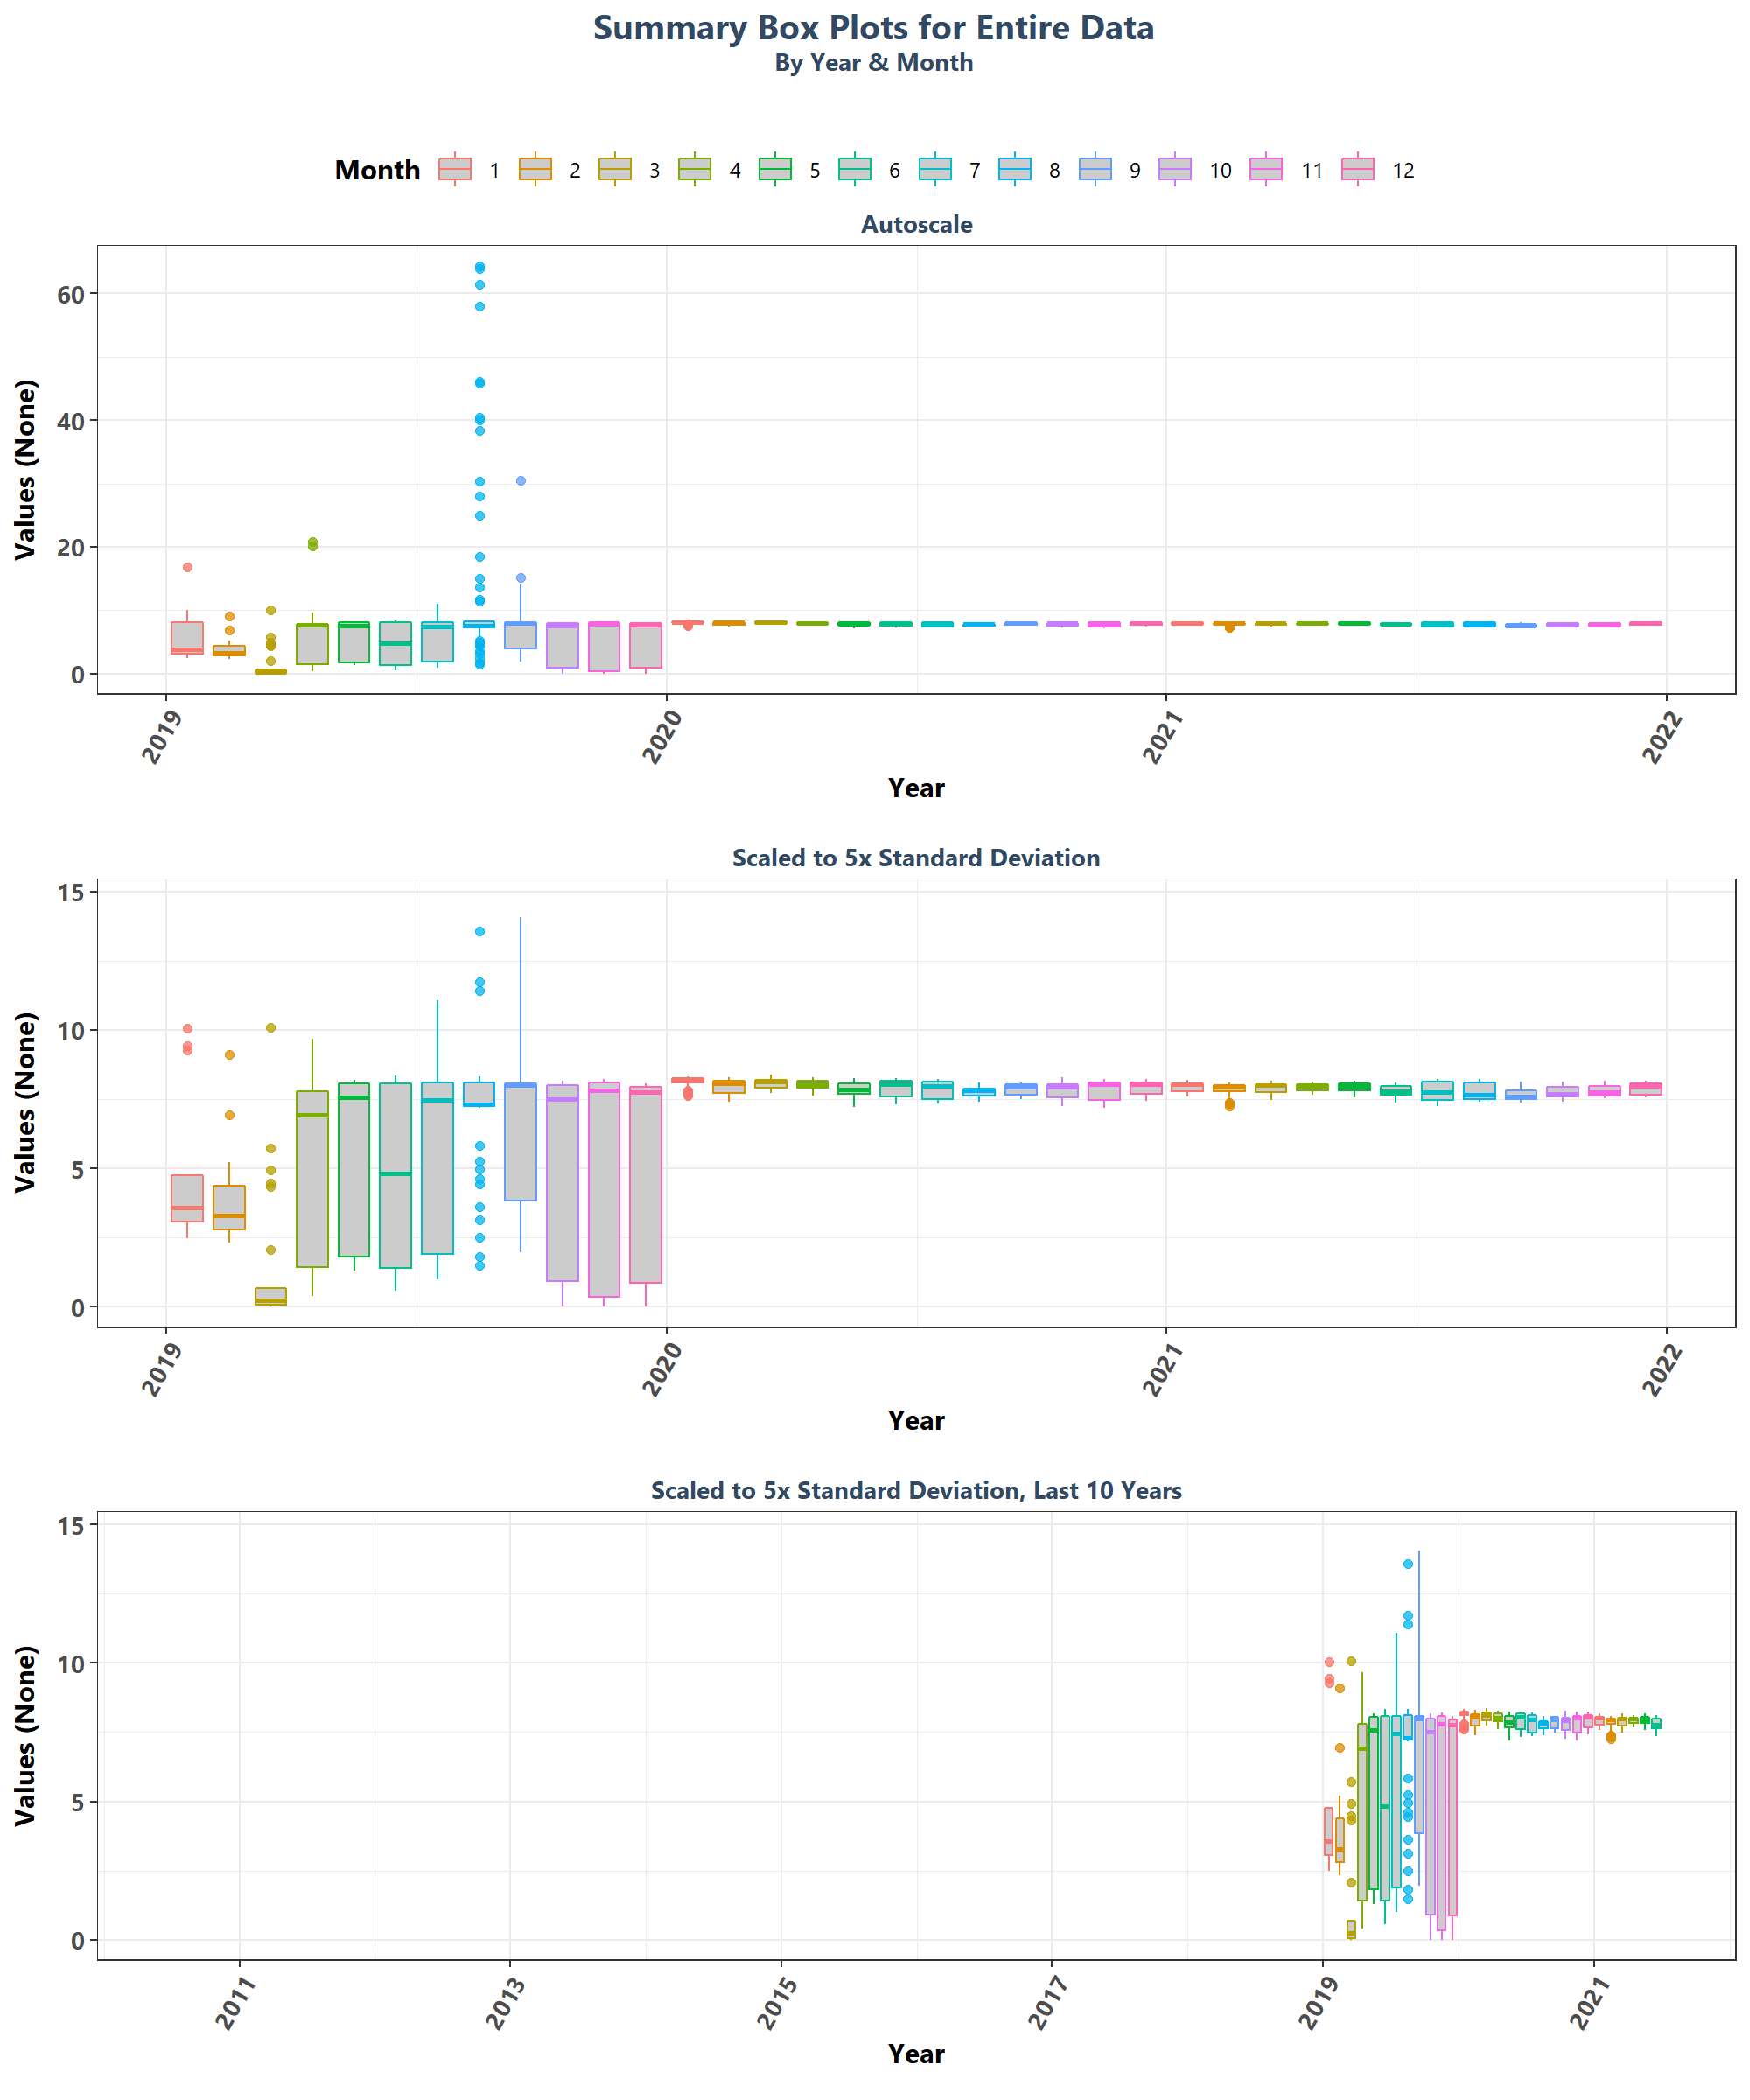 Summary Box Plots for Entire Data
By Year & Month
Month 1 2 3 4 5 6 7 8 9 10 11 12
Autoscale
Values (None)
60
40
20
0
2019 2020 2021 2022
Year
Scaled to 5x Standard Deviation
Values (None)
15
10
5
0
2019 2020 2021 2022
Year
Scaled to 5x Standard Deviation, Last 10 Years
Values (None)
15
10
5
0
2011 2013 2015 2017 2019 2021
Year